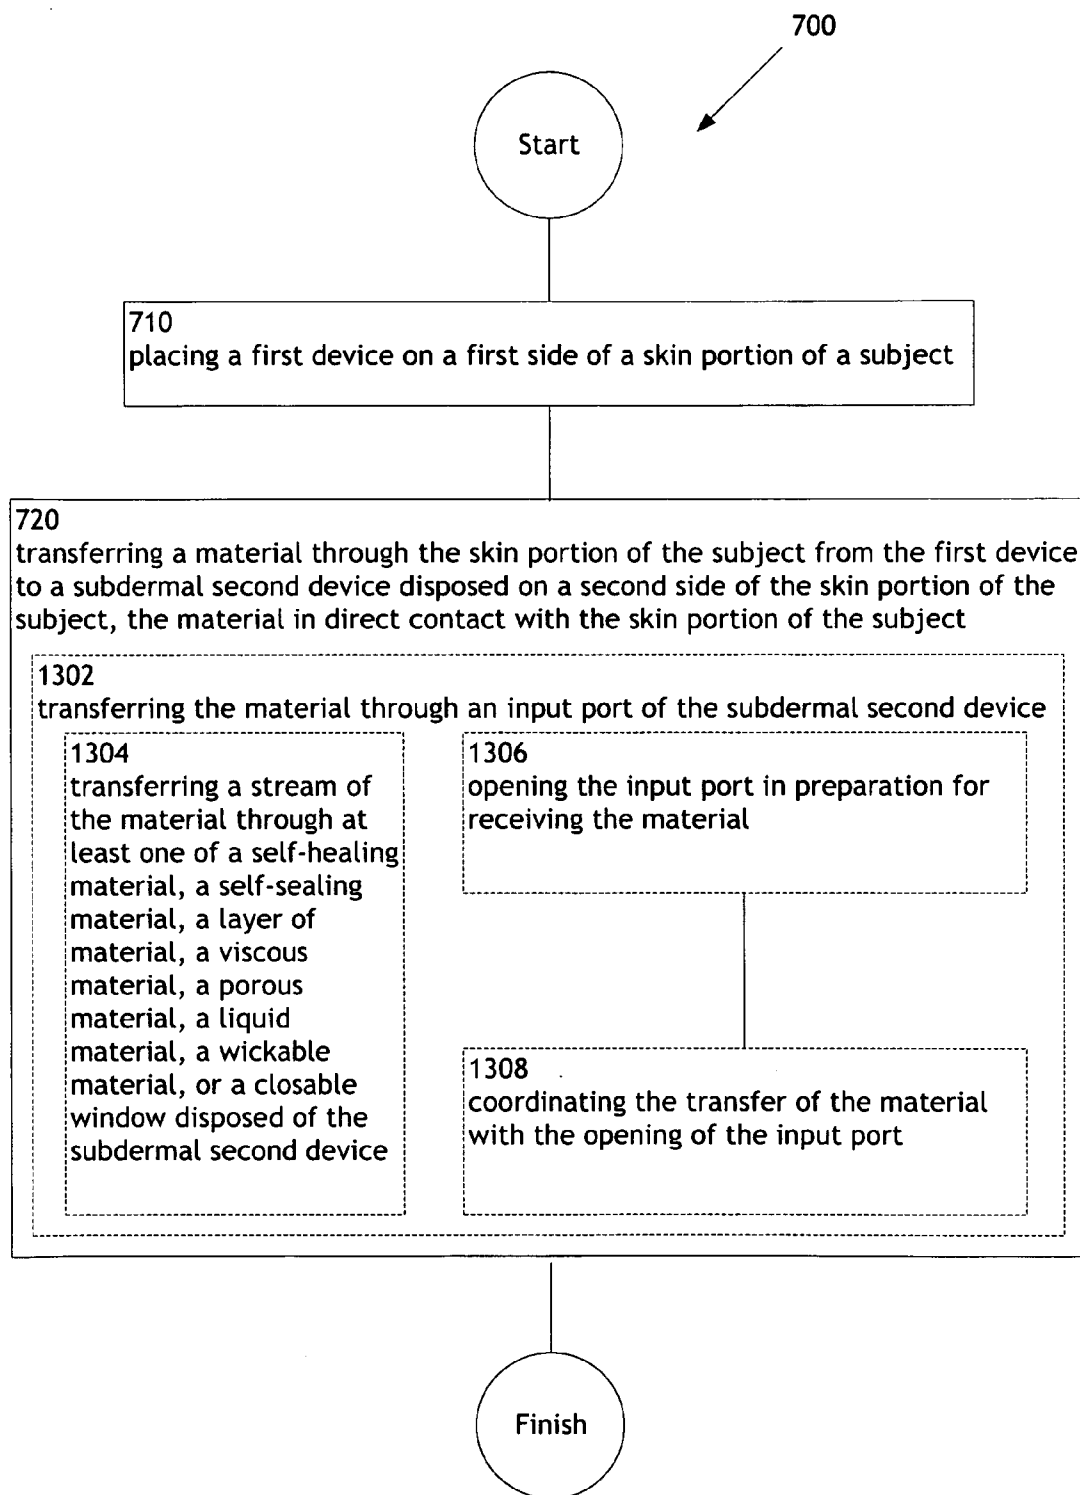 700
Start
710
placing a first device on a first side of a skin portion of a subject
720
transferring a material through the skin portion of the subject from the first device
to a subdermal second device disposed on a second side of the skin portion of the
subject, the material in direct contact with the skin portion of the subject
1302
transferring the material through an input port of the subdermal second device
1304
transferring a stream of
the material through at
least one of a self-healing
material, a self-sealing
material, a layer of
material, a viscous
material, a porous
material, a liquid
material, a wickable
material, or a closable
window disposed of the
subdermal second device
1306
opening the input port in preparation for
receiving the material
1308
coordinating the transfer of the material
with the opening of the input port
Finish